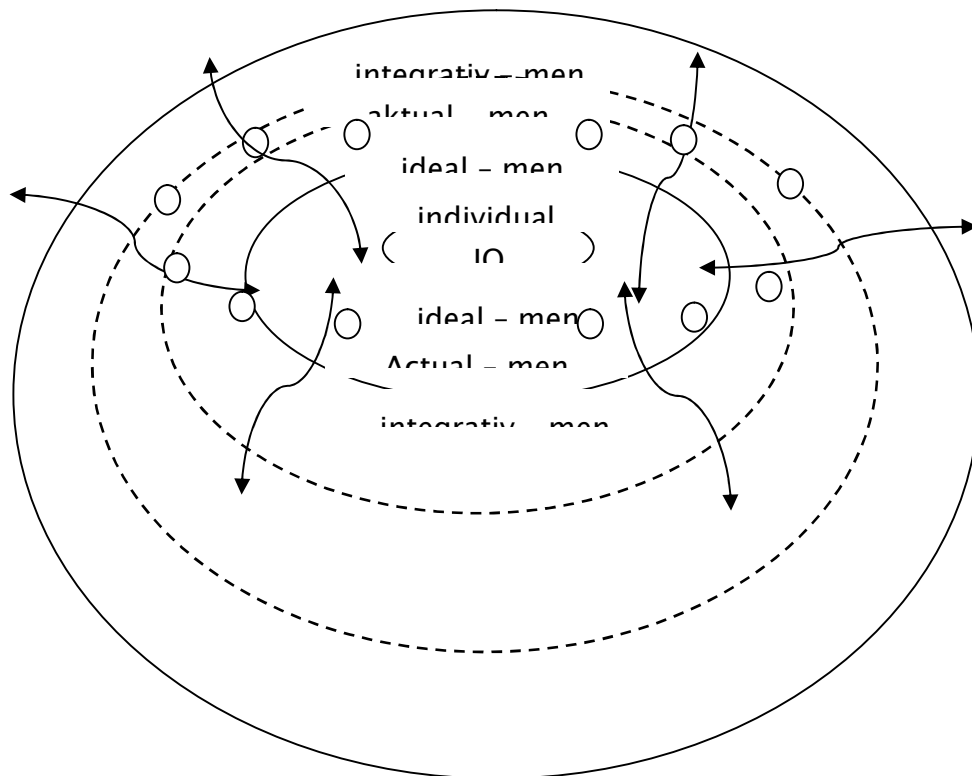 integrativ – men
aktual – men
ideal – men
individual
IO
ideal – men
Actual – men
integrativ – men